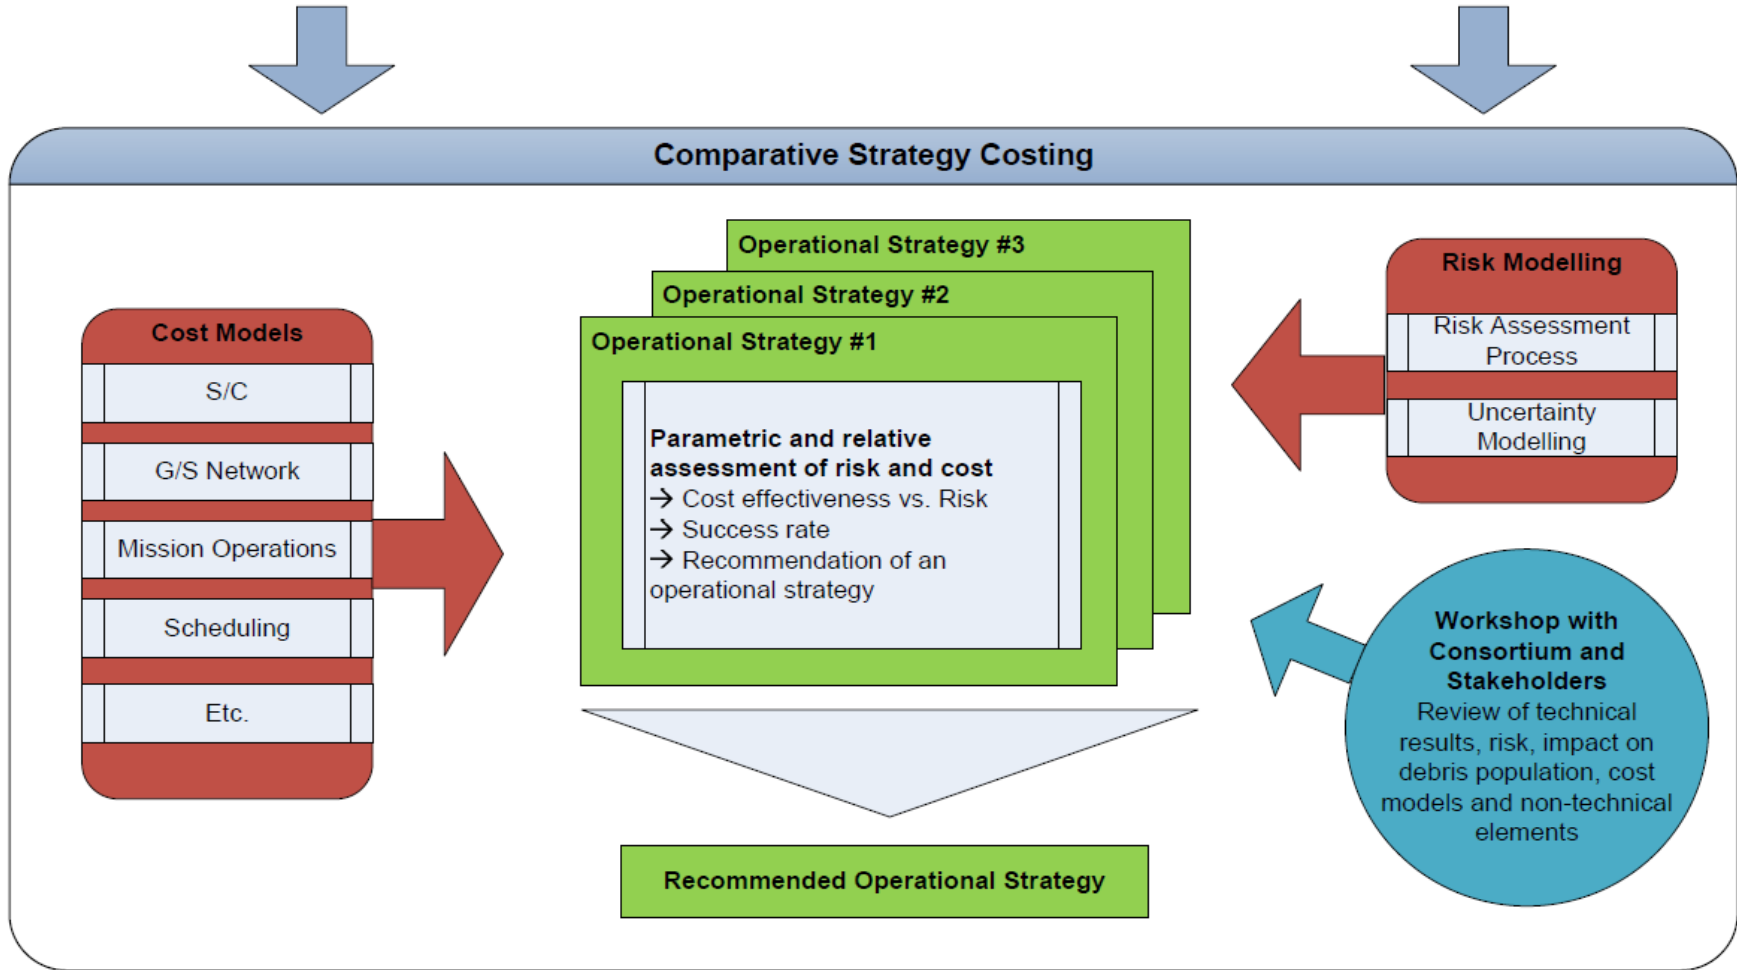 Comparative Strategy Costing
Cost Models
S/C
G/S Network
Mission Operations
Scheduling
Etc.
Operational Strategy #3
Operational Strategy #2
Operational Strategy #1
Parametric and relative
assessment of risk and cost
→ Cost effectiveness vs. Risk
→ Success rate
→ Recommendation of an
operational strategy
Risk Modelling
Risk Assessment
Process
Uncertainty
Modelling
Workshop with
Consortium and
Stakeholders
Review of technical
results, risk, impact on
debris population, cost
models and non-technical
elements
Recommended Operational Strategy